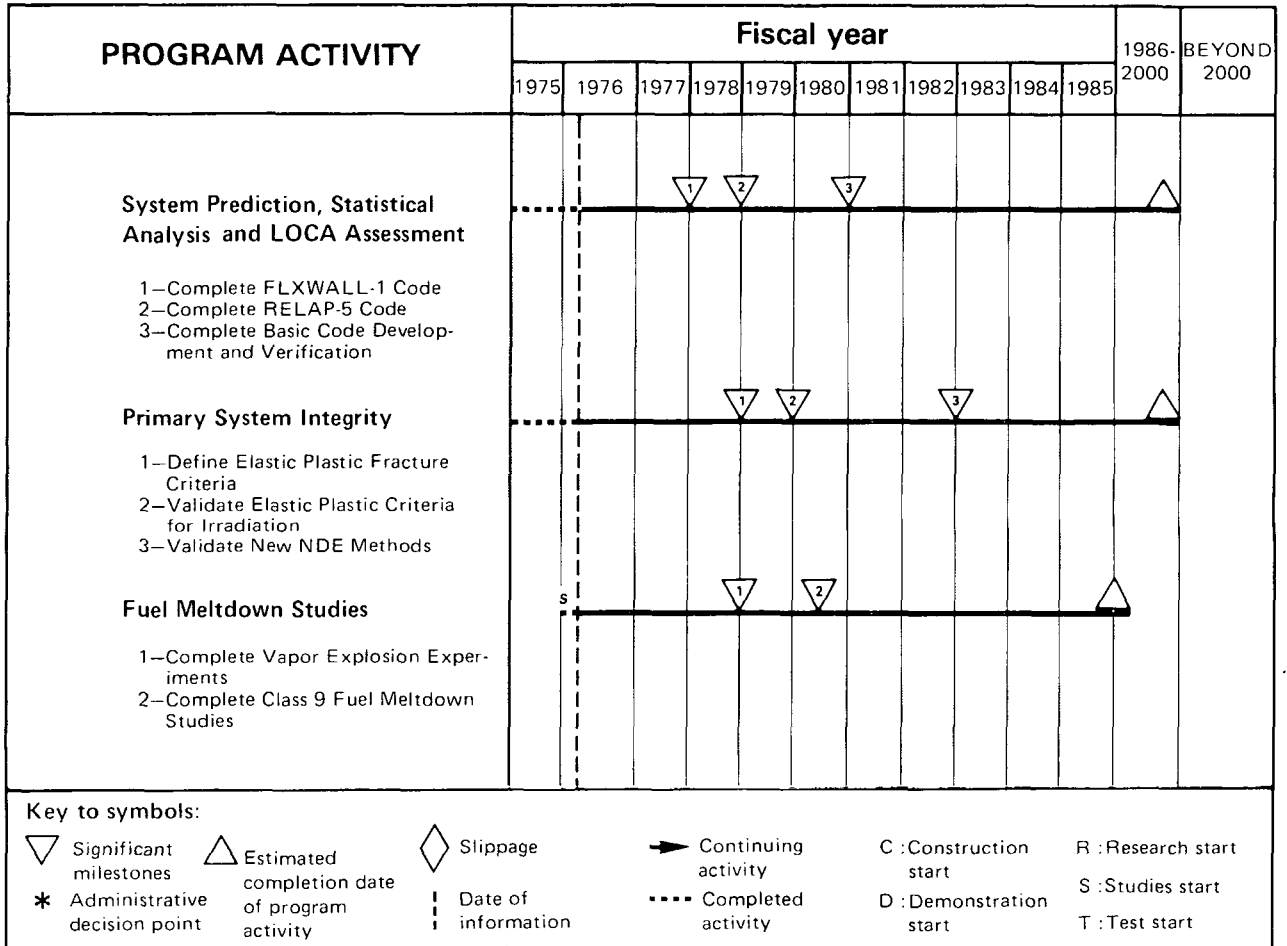 PROGRAM ACTIVITY
Fiscal year
1986-
2000
BEYOND
2000
1975 1976 1977 1978 1979 1980 1981 1982 1983 1984 1985
System Prediction, Statistical
Analysis and LOCA Assessment
1 2 3
1—Complete FLXWALL-1 Code
2—Complete RELAP-5 Code
3—Complete Basic Code Develop-
ment and Verification
Primary System Integrity
1 2 3
1—Define Elastic Plastic Fracture
Criteria
2—Validate Elastic Plastic Criteria
for Irradiation
3—Validate New NDE Methods
Fuel Meltdown Studies
S 1 2
1—Complete Vapor Explosion Exper-
iments
2—Complete Class 9 Fuel Meltdown
Studies
Key to symbols:
Significant
milestones
* Administrative
decision point
Estimated
completion date
of program
activity
Slippage
Date of
information
Continuing
activity
Completed
activity
C : Construction
start
D : Demonstration
start
R : Research start
S : Studies start
T : Test start